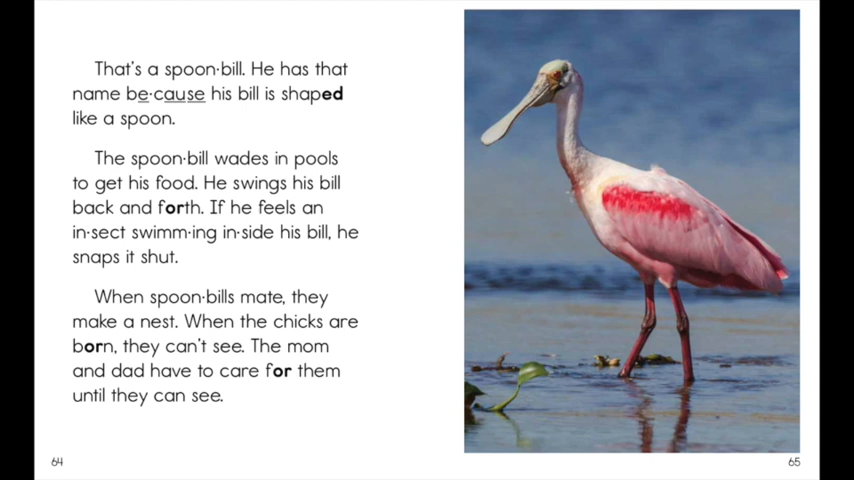 That's a spoon·bill. He has that
name be·cause his bill is shaped
like a spoon.
The spoon·bill wades in pools
to get his food. He swings his bill
back and forth. If he feels an
in·sect swimm·ing in·side his bill, he
snaps it shut.
When spoon·bills mate, they
make a nest. When the chicks are
born, they can't see. The mom
and dad have to care for them
until they can see.
64
65